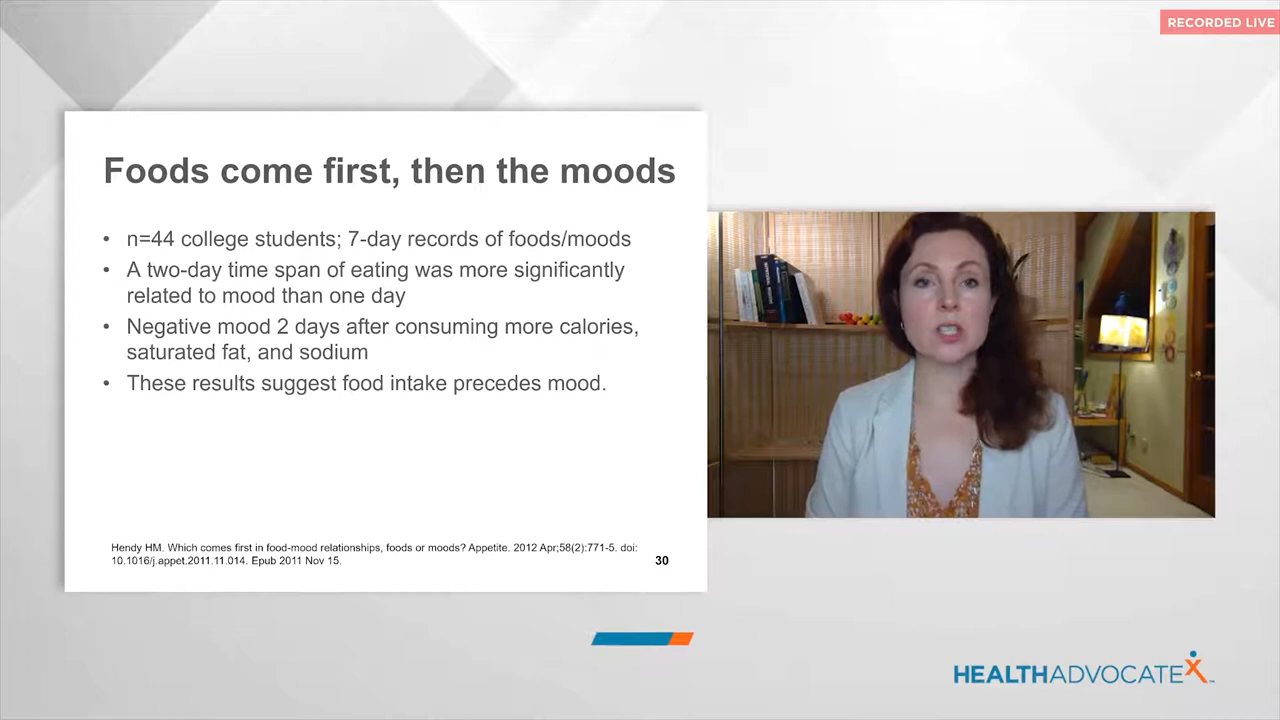 RECORDED LIVE
Foods come first, then the moods
• n=44 college students; 7-day records of foods/moods
• A two-day time span of eating was more significantly
related to mood than one day
• Negative mood 2 days after consuming more calories,
saturated fat, and sodium
• These results suggest food intake precedes mood.
Hendy HM. Which comes first in food-mood relationships, foods or moods? Appetite. 2012 Apr;58(2):771-5. doi:
10.1016/j.appet.2011.11.014. Epub 2011 Nov 15.
30
HEALTHADVOCATEX™